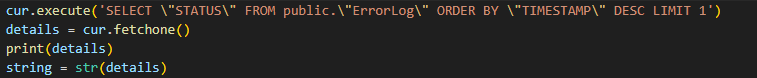 cur.execute('SELECT \"STATUS\" FROM public.\"ErrorLog\" ORDER BY \"TIMESTAMP\" DESC LIMIT 1')
details = cur.fetchone()
print(details)
string = str(details)